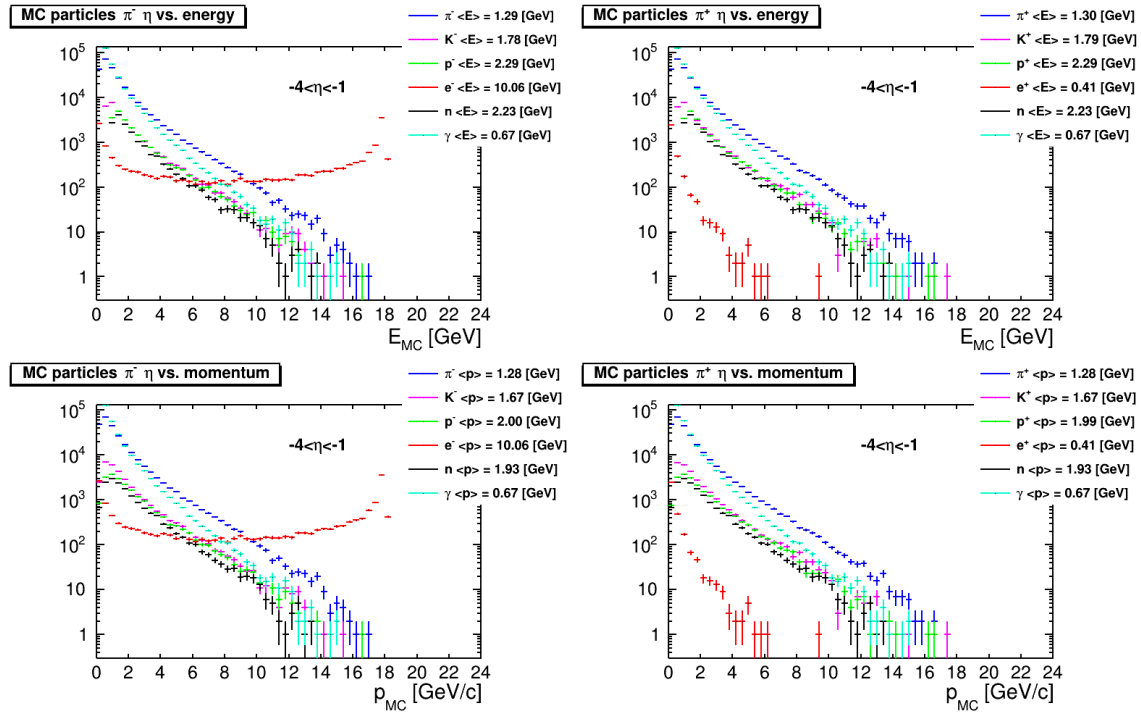 MC particles π⁻ η vs. energy
π⁻ <E> = 1.29 [GeV]
K⁻ <E> = 1.78 [GeV]
p⁻ <E> = 2.29 [GeV]
e⁻ <E> = 10.06 [GeV]
n <E> = 2.23 [GeV]
γ <E> = 0.67 [GeV]
-4<η<-1
10⁵
10⁴
10³
10²
10
1
0 2 4 6 8 10 12 14 16 18 20 22 24
E_MC [GeV]
MC particles π⁺ η vs. energy
π⁺ <E> = 1.30 [GeV]
K⁺ <E> = 1.79 [GeV]
p⁺ <E> = 2.29 [GeV]
e⁺ <E> = 0.41 [GeV]
n <E> = 2.23 [GeV]
γ <E> = 0.67 [GeV]
-4<η<-1
10⁵
10⁴
10³
10²
10
1
0 2 4 6 8 10 12 14 16 18 20 22 24
E_MC [GeV]
MC particles π⁻ η vs. momentum
π⁻ <p> = 1.28 [GeV]
K⁻ <p> = 1.67 [GeV]
p⁻ <p> = 2.00 [GeV]
e⁻ <p> = 10.06 [GeV]
n <p> = 1.93 [GeV]
γ <p> = 0.67 [GeV]
-4<η<-1
10⁵
10⁴
10³
10²
10
1
0 2 4 6 8 10 12 14 16 18 20 22 24
p_MC [GeV/c]
MC particles π⁺ η vs. momentum
π⁺ <p> = 1.28 [GeV]
K⁺ <p> = 1.67 [GeV]
p⁺ <p> = 1.99 [GeV]
e⁺ <p> = 0.41 [GeV]
n <p> = 1.93 [GeV]
γ <p> = 0.67 [GeV]
-4<η<-1
10⁵
10⁴
10³
10²
10
1
0 2 4 6 8 10 12 14 16 18 20 22 24
p_MC [GeV/c]